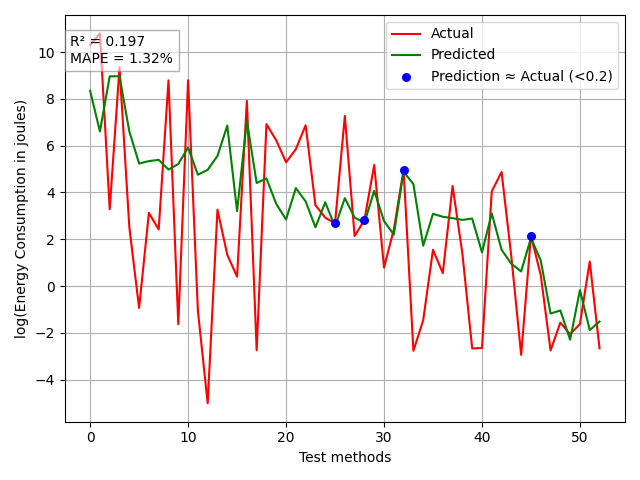 R² = 0.197
MAPE = 1.32%
Actual
Predicted
Prediction ≈ Actual (<0.2)
log(Energy Consumption in joules)
10
8
6
4
2
0
−2
−4
0
10
20
30
40
50
Test methods